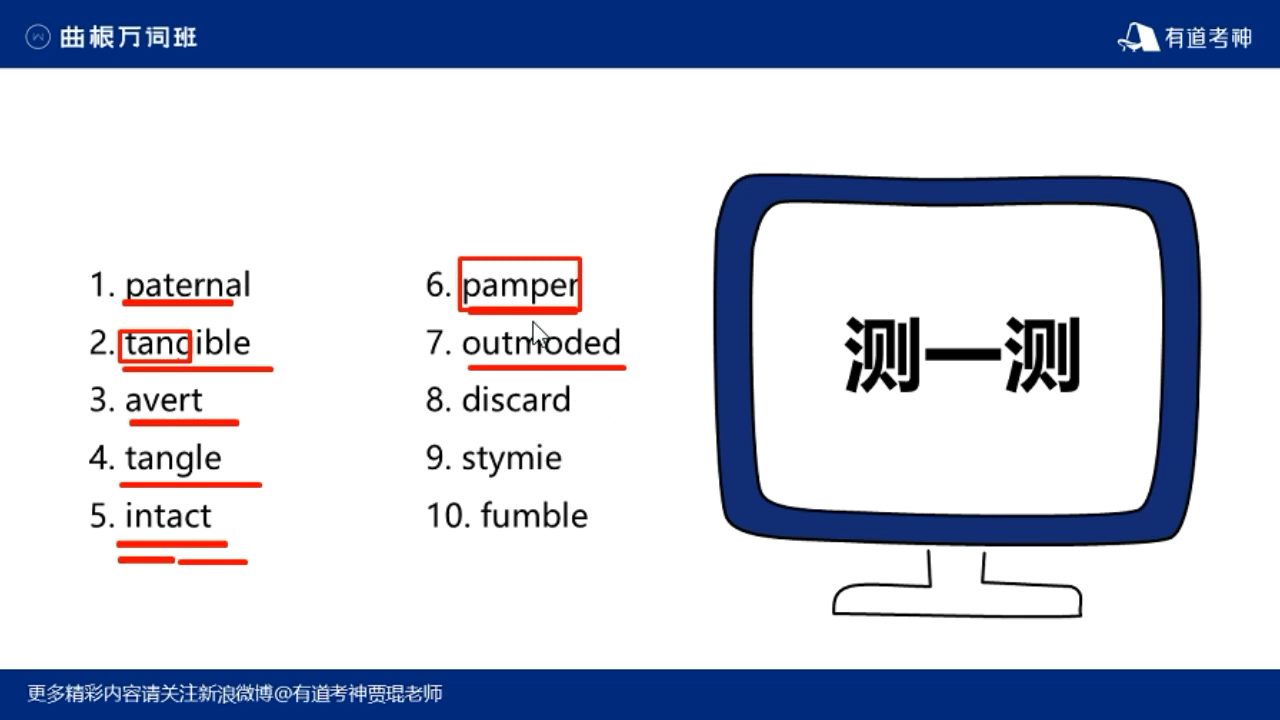 曲根万词班
有道考神
1. paternal
2. tangible
3. avert
4. tangle
5. intact
6. pamper
7. outmoded
8. discard
9. stymie
10. fumble
测一测
更多精彩内容请关注新浪微博@有道考神贾琨老师